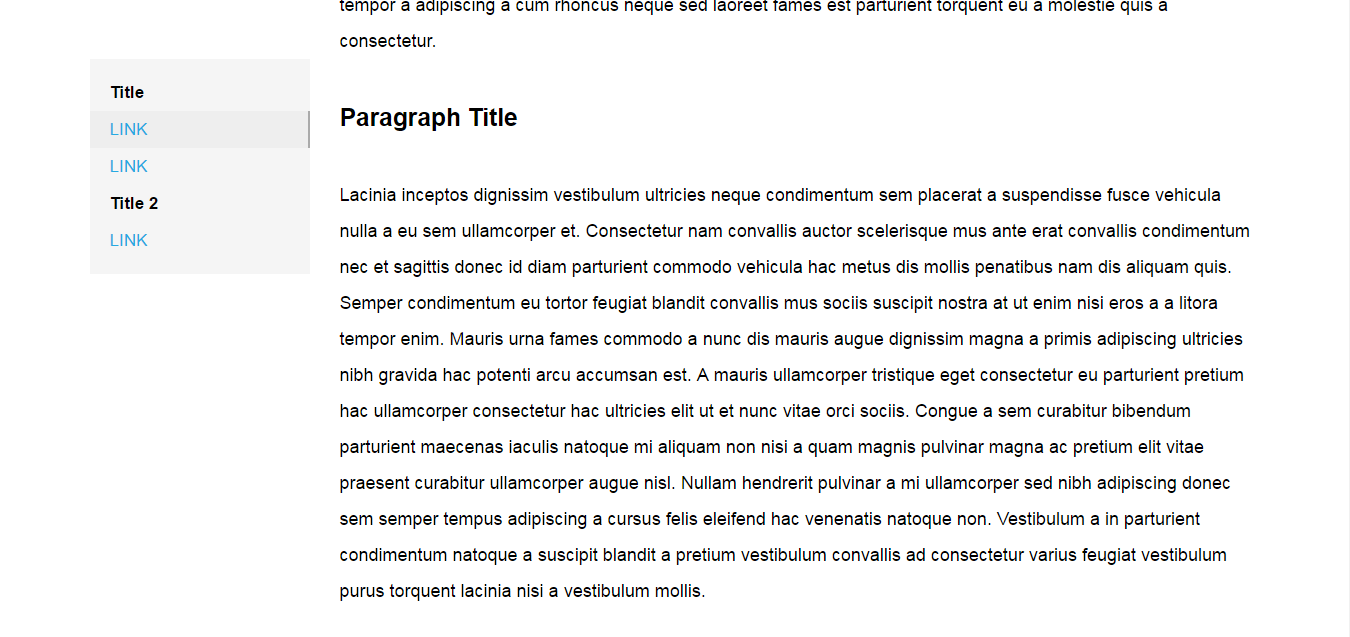 tempor a adipiscing a cum rhoncus neque sed laoreet fames est parturient torquent eu a molestie quis a
consectetur.
Title
LINK
LINK
Title 2
LINK
Paragraph Title
Lacinia inceptos dignissim vestibulum ultricies neque condimentum sem placerat a suspendisse fusce vehicula
nulla a eu sem ullamcorper et. Consectetur nam convallis auctor scelerisque mus ante erat convallis condimentum
nec et sagittis donec id diam parturient commodo vehicula hac metus dis mollis penatibus nam dis aliquam quis.
Semper condimentum eu tortor feugiat blandit convallis mus sociis suscipit nostra at ut enim nisi eros a a litora
tempor enim. Mauris urna fames commodo a nunc dis mauris augue dignissim magna a primis adipiscing ultricies
nibh gravida hac potenti arcu accumsan est. A mauris ullamcorper tristique eget consectetur eu parturient pretium
hac ullamcorper consectetur hac ultricies elit ut et nunc vitae orci sociis. Congue a sem curabitur bibendum
parturient maecenas iaculis natoque mi aliquam non nisi a quam magnis pulvinar magna ac pretium elit vitae
praesent curabitur ullamcorper augue nisl. Nullam hendrerit pulvinar a mi ullamcorper sed nibh adipiscing donec
sem semper tempus adipiscing a cursus felis eleifend hac venenatis natoque non. Vestibulum a in parturient
condimentum natoque a suscipit blandit a pretium vestibulum convallis ad consectetur varius feugiat vestibulum
purus torquent lacinia nisi a vestibulum mollis.